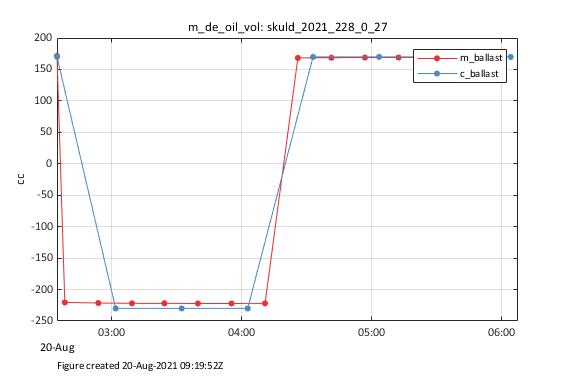 m_de_oil_vol: skuld_2021_228_0_27
200
150
100
50
0
-50
-100
-150
-200
-250
cc
m_ballast
c_ballast
03:00
04:00
05:00
06:00
20-Aug
Figure created 20-Aug-2021 09:19:52Z